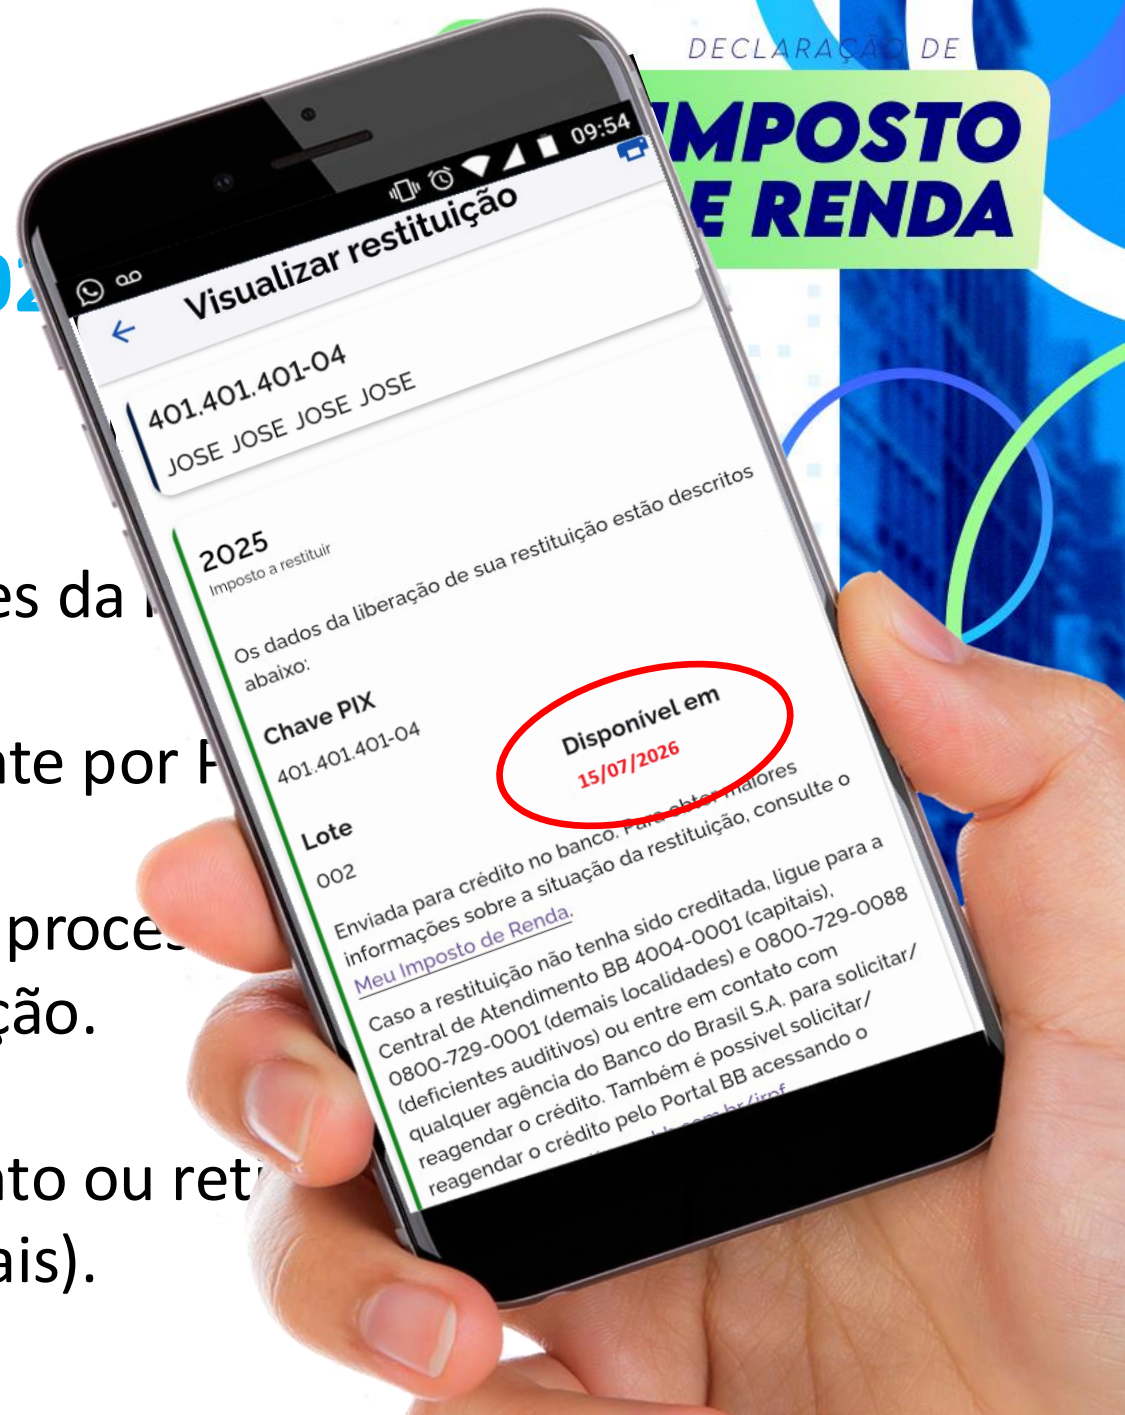 DECLARAÇÃO DE
IMPOSTO
E RENDA
09:54
Visualizar restituição
401.401.401-04
JOSE JOSE JOSE JOSE
2025
Imposto a restituir
Os dados da liberação de sua restituição estão descritos
abaixo:
Chave PIX
401.401.401-04
Disponível em
15/07/2026
Lote
002
Enviada para crédito no banco. Para obter maiores
informações sobre a situação da restituição, consulte o
Meu Imposto de Renda.
Caso a restituição não tenha sido creditada, ligue para a
Central de Atendimento BB 4004-0001 (capitais),
0800-729-0001 (demais localidades) e 0800-729-0088
(deficientes auditivos) ou entre em contato com
qualquer agência do Banco do Brasil S.A. para solicitar/
reagendar o crédito. Também é possível solicitar/
reagendar o crédito pelo Portal BB acessando o
es da
nte por
proces
ção.
nto ou ret
ais).